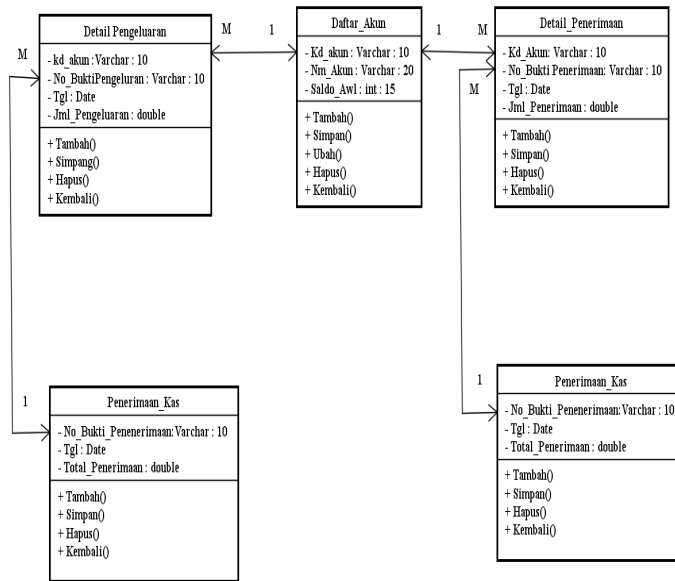 Detail Pengeluaran
- kd_akun : Varchar : 10
- No_BuktiPengeluran : Varchar : 10
- Tgl : Date
- Jml_Pengeluaran : double
+ Tambah()
+ Simpang()
+ Hapus()
+ Kembali()
M
M
1
Daftar_Akun
- Kd_akun : Varchar : 10
- Nm_Akun : Varchar : 20
- Saldo_Awl : int : 15
+ Tambah()
+ Simpan()
+ Ubah()
+ Hapus()
+ Kembali()
1
M
M
Detail_Penerimaan
- Kd_Akun: Varchar : 10
- No_Bukti Penerimaan: Varchar : 10
- Tgl : Date
- Jml_Penerimaan : double
+ Tambah()
+ Simpan()
+ Hapus()
+ Kembali()
1
Penerimaan_Kas
- No_Bukti_Penenerimaan: Varchar : 10
- Tgl : Date
- Total_Penerimaan : double
+ Tambah()
+ Simpan()
+ Hapus()
+ Kembali()
1
Penerimaan_Kas
- No_Bukti_Penenerimaan: Varchar : 10
- Tgl : Date
- Total_Penerimaan : double
+ Tambah()
+ Simpan()
+ Hapus()
+ Kembali()